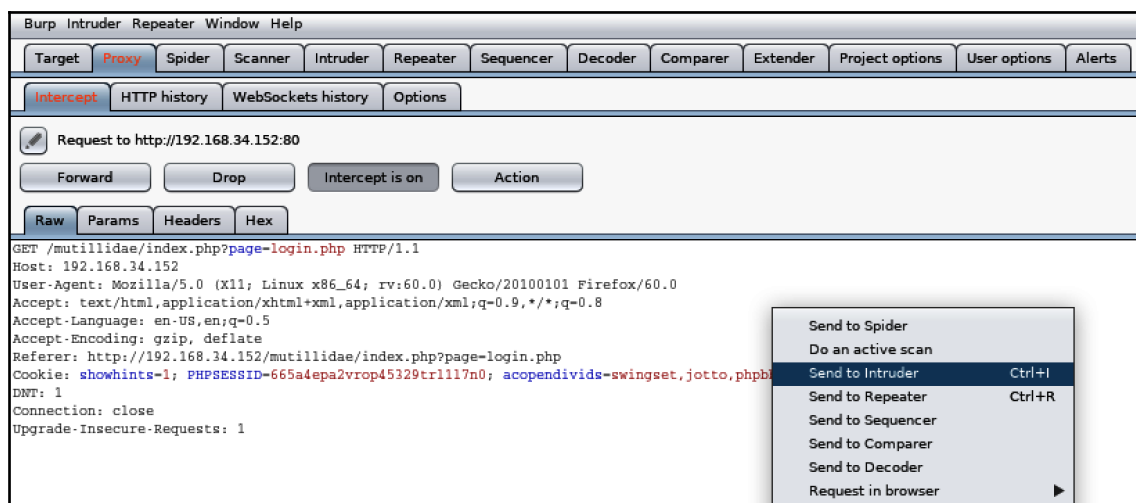 Burp Intruder Repeater Window Help
Target Proxy Spider Scanner Intruder Repeater Sequencer Decoder Comparer Extender Project options User options Alerts
Intercept HTTP history WebSockets history Options
Request to http://192.168.34.152:80
Forward Drop Intercept is on Action
Raw Params Headers Hex
GET /mutillidae/index.php?page=login.php HTTP/1.1
Host: 192.168.34.152
User-Agent: Mozilla/5.0 (X11; Linux x86_64; rv:60.0) Gecko/20100101 Firefox/60.0
Accept: text/html,application/xhtml+xml,application/xml;q=0.9,*/*;q=0.8
Accept-Language: en-US,en;q=0.5
Accept-Encoding: gzip, deflate
Referer: http://192.168.34.152/mutillidae/index.php?page=login.php
Cookie: showhints=1; PHPSESSID=665a4epa2vrop45329tr1117n0; acopendivids=swingset,jotto,
DNT: 1
Connection: close
Upgrade-Insecure-Requests: 1
Send to Spider
Do an active scan
Send to Intruder Ctrl+I
Send to Repeater Ctrl+R
Send to Sequencer
Send to Comparer
Send to Decoder
Request in browser